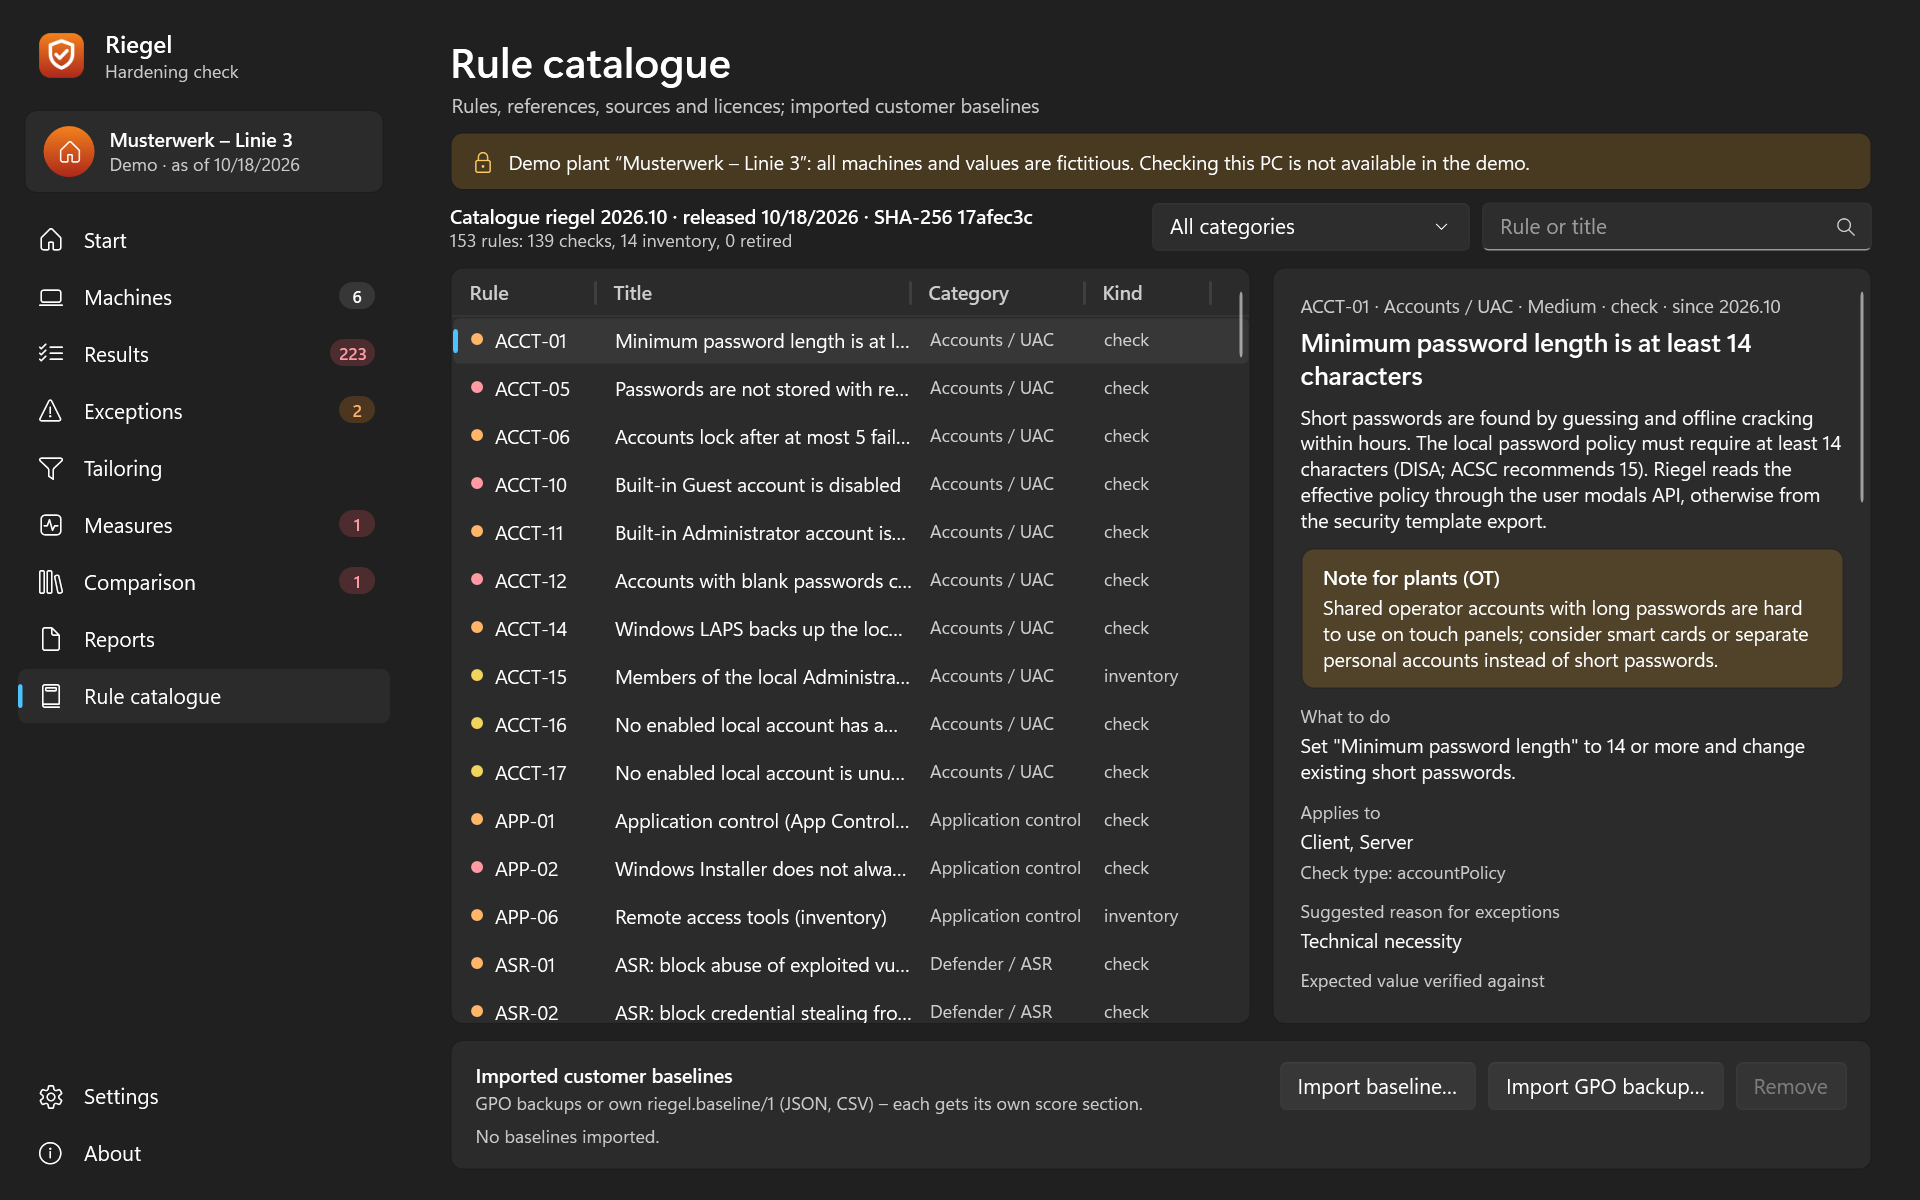 Riegel
Hardening check
Musterwerk – Linie 3
Demo · as of 10/18/2026
Start
Machines
6
Results
223
Exceptions
2
Tailoring
Measures
1
Comparison
1
Reports
Rule catalogue
Settings
About
Rule catalogue
Rules, references, sources and licences; imported customer baselines
Demo plant “Musterwerk – Linie 3”: all machines and values are fictitious. Checking this PC is not available in the demo.
Catalogue riegel 2026.10 · released 10/18/2026 · SHA-256 17afec3c
153 rules: 139 checks, 14 inventory, 0 retired
All categories
Rule or title
Rule Title Category Kind
ACCT-01 Minimum password length is at l... Accounts / UAC check
ACCT-05 Passwords are not stored with re... Accounts / UAC check
ACCT-06 Accounts lock after at most 5 fail... Accounts / UAC check
ACCT-10 Built-in Guest account is disabled Accounts / UAC check
ACCT-11 Built-in Administrator account is... Accounts / UAC check
ACCT-12 Accounts with blank passwords c... Accounts / UAC check
ACCT-14 Windows LAPS backs up the loc... Accounts / UAC check
ACCT-15 Members of the local Administra... Accounts / UAC inventory
ACCT-16 No enabled local account has a... Accounts / UAC check
ACCT-17 No enabled local account is unu... Accounts / UAC check
APP-01 Application control (App Control... Application control check
APP-02 Windows Installer does not alwa... Application control check
APP-06 Remote access tools (inventory) Application control inventory
ASR-01 ASR: block abuse of exploited vu... Defender / ASR check
ASR-02 ASR: block credential stealing fro... Defender / ASR check
ACCT-01 · Accounts / UAC · Medium · check · since 2026.10
Minimum password length is at least 14
characters
Short passwords are found by guessing and offline cracking
within hours. The local password policy must require at least 14
characters (DISA; ACSC recommends 15). Riegel reads the
effective policy through the user modals API, otherwise from
the security template export.
Note for plants (OT)
Shared operator accounts with long passwords are hard
to use on touch panels; consider smart cards or separate
personal accounts instead of short passwords.
What to do
Set "Minimum password length" to 14 or more and change
existing short passwords.
Applies to
Client, Server
Check type: accountPolicy
Suggested reason for exceptions
Technical necessity
Expected value verified against
Imported customer baselines
GPO backups or own riegel.baseline/1 (JSON, CSV) – each gets its own score section.
No baselines imported.
Import baseline...
Import GPO backup...
Remove